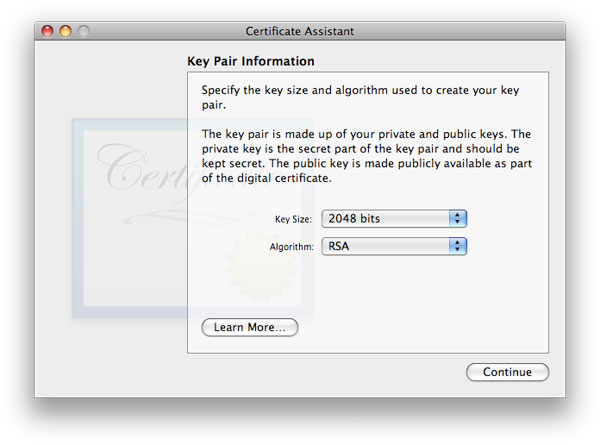 Certificate Assistant
Key Pair Information
Specify the key size and algorithm used to create your key
pair.
The key pair is made up of your private and public keys. The
private key is the secret part of the key pair and should be
kept secret. The public key is made publicly available as part
of the digital certificate.
Key Size: 2048 bits
Algorithm: RSA
Learn More...
Continue